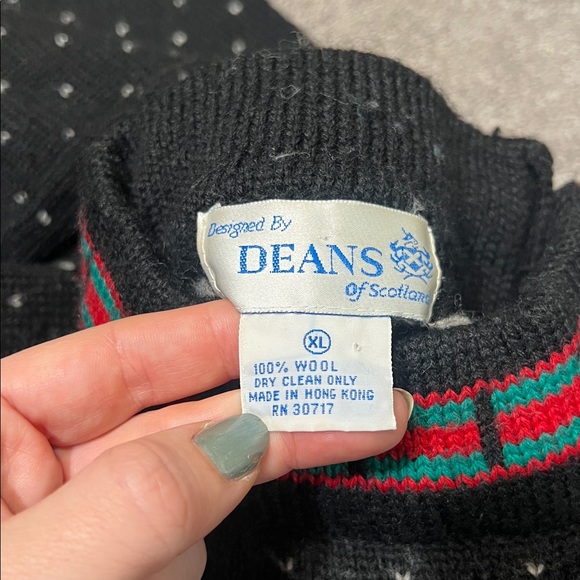 Designed By
DEANS
Of Scotland
XL
100% WOOL
DRY CLEAN ONLY
MADE IN HONG KONG
RN 30717